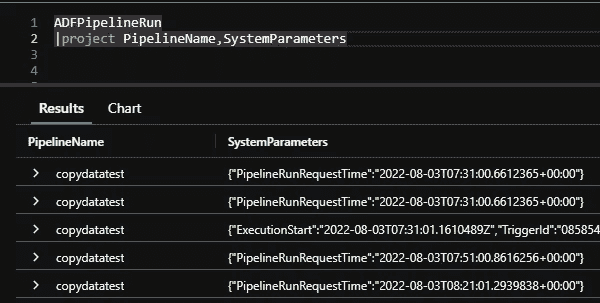 1 ADFPipelineRun
2 |project PipelineName,SystemParameters
3
4
Results Chart
PipelineName SystemParameters
> copydatatest {"PipelineRunRequestTime":"2022-08-03T07:31:00.6612365+00:00"}
> copydatatest {"PipelineRunRequestTime":"2022-08-03T07:31:00.6612365+00:00"}
> copydatatest {"ExecutionStart":"2022-08-03T07:31:01.1610489Z","TriggerId":"085854
> copydatatest {"PipelineRunRequestTime":"2022-08-03T07:51:00.8616256+00:00"}
> copydatatest {"PipelineRunRequestTime":"2022-08-03T08:21:01.2939838+00:00"}